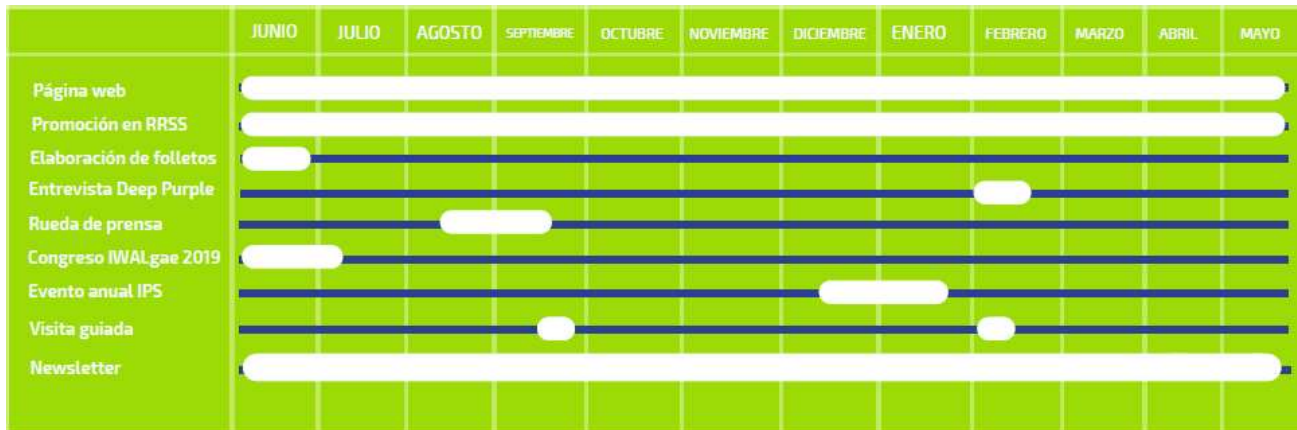 JUNIO JULIO AGOSTO SEPTIEMBRE OCTUBRE NOVIEMBRE DICIEMBRE ENERO FEBRERO MARZO ABRIL MAYO
Página web
Promoción en RRSS
Elaboración de folletos
Entrevista Deep Purple
Rueda de prensa
Congreso IWALgae 2019
Evento anual IPS
Visita guiada
Newsletter